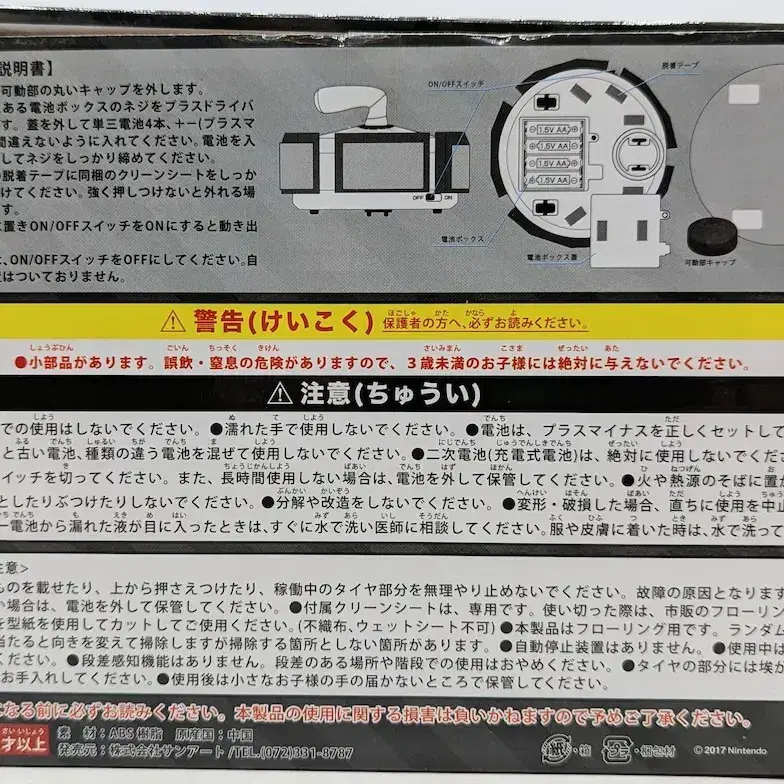 説明書】
可動部の丸いキャップを外します。
ある電池ボックスのネジをプラスドライバ
す。蓋を外して単三電池4本、+ー(プラスマ
間違えないように入れてください。電池を入
してネジをしっかり締めてください。
脱着テープに同梱のクリーンシートをしっか
けてください。強く押しつけないと外れる場
す。
置きON/OFFスイッチをONにすると動き出
は、ON/OFFスイッチをOFFにしてください。自
はついておりません。
ON/OFFスイッチ
脱着テープ
OFF ON
1.5V AA
1.5V AA
1.5V AA
1.5V AA
電池ボックス
電池ボックス蓋
可動部キャップ
⚠ 警告(けいこく) 保護者の方へ、必ずお読みください。
●小部品があります。誤飲・窒息の危険がありますので、3歳未満のお子様には絶対に与えないでください。
⚠ 注意(ちゅうい)
での使用はしないでください。●濡れた手で使用しないでください。●電池は、プラスマイナスを正しくセットして
と古い電池、種類の違う電池を混ぜて使用しないでください。●二次電池(充電式電池)は、絶対に使用しないでくだ
イッチを切ってください。また、長時間使用しない場合は、電池を外して保管してください。●火や熱源のそばに置か
としたりぶつけたりしないでください。●分解や改造をしないでください。●変形・破損した場合、直ちに使用を中止
一電池から漏れた液が目に入ったときは、すぐに水で洗い医師に相談してください。服や皮膚に着いた時は、水で洗って
注意>
ものを載せたり、上から押さえつけたり、稼働中のタイヤ部分を無理やり止めないでください。故障の原因となります
い場合は、電池を外して保管してください。●付属クリーンシートは、専用です。使い切った際は、市販のフローリン
を型紙を使用してカットしてご使用ください。(不織布、ウェットシート不可)●本製品はフローリング用です。ランダム
当たると向きを変えて掃除しますが掃除する箇所としない箇所があります。●自動停止装置はありません。●使用中は
ください。●段差感知機能はありません。段差のある場所や階段での使用はおやめください。●タイヤの部分には埃か
お手入れしてください。●使用後は小さなお子様の手の届かないところで保管してください。
になる前に必ずお読みください。本製品の使用に関する損害は負いかねますので予めご了承ください。
才以上 素材:ABS樹脂 原産国:中国
発売元:株式会社サンアート/TEL.(072)331-8787
紙 :箱 プラ :中・梱包材 ©2017 Nintendo